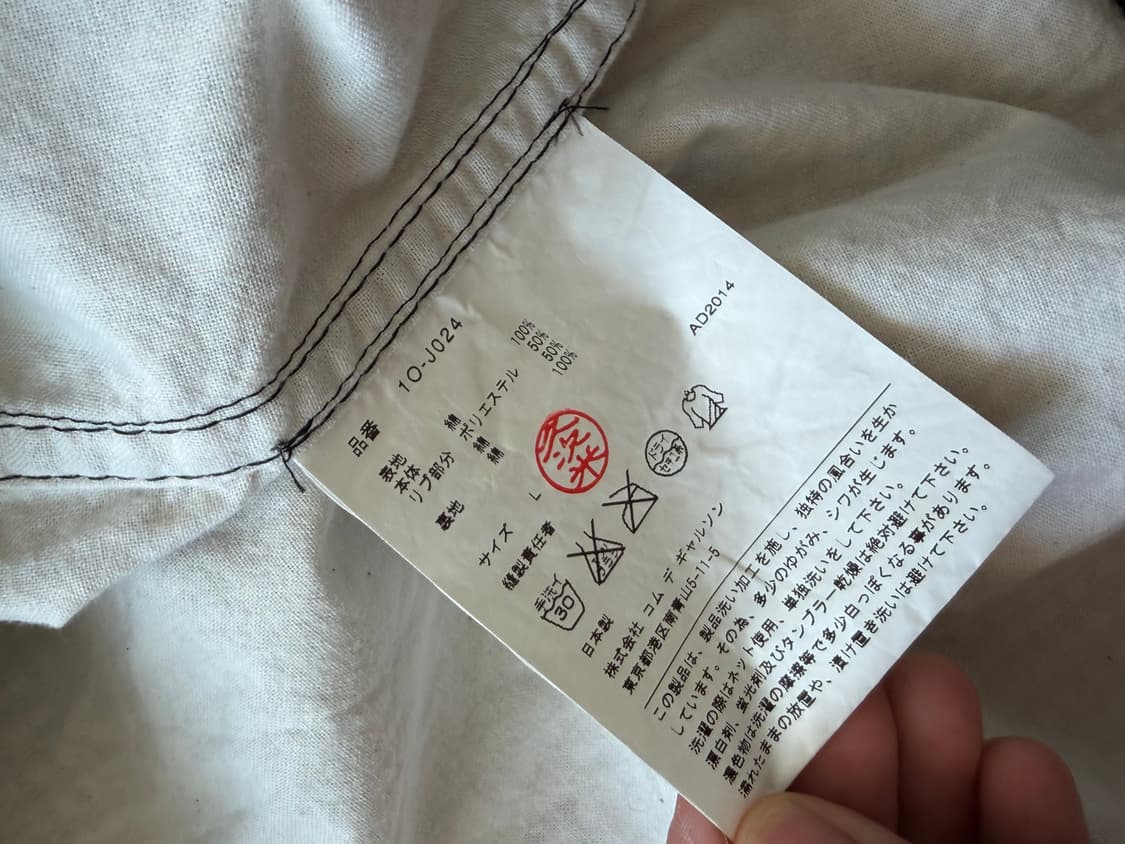 品番 10-J024
AD2014
表地
本体 綿 100%
リブ部分 ポリエステル 50%
綿 50%
裏地 綿 100%
サイズ L
縫製責任者
手洗イ 30
ドライ
日本製
株式会社 コム デ ギャルソン
東京都港区南青山5-11-5
この製品は、製品洗い加工を施し、独特の風合いを生か
しています。その為、多少のゆがみ、シワが生じます。
洗濯の際はネット使用、単独洗いをして下さい。
漂白剤、蛍光剤及びタンブラー乾燥は絶対避けて下さい。
濃色物は洗濯の摩擦等で多少白っぽくなる事があります。
濡れたままの放置や、漬け置き洗いは避けて下さい。